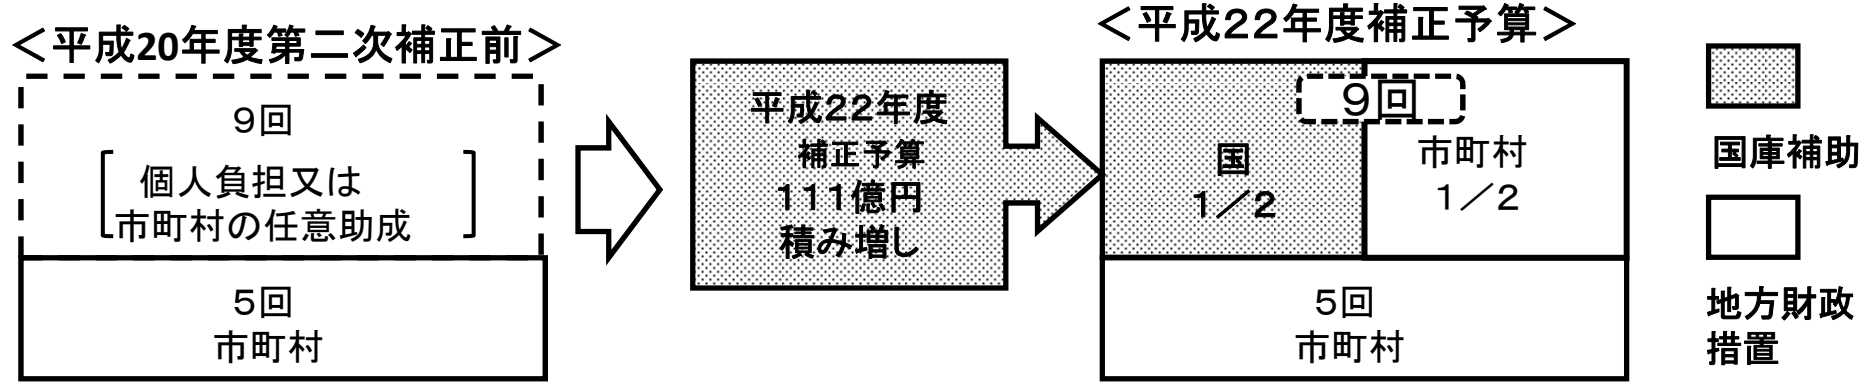 ＜平成20年度第二次補正前＞
9回
個人負担又は
市町村の任意助成
5回
市町村
平成２２年度
補正予算
１１１億円
積み増し
＜平成２２年度補正予算＞
９回
国
１／２
市町村
１／２
５回
市町村
国庫補助
地方財政
措置